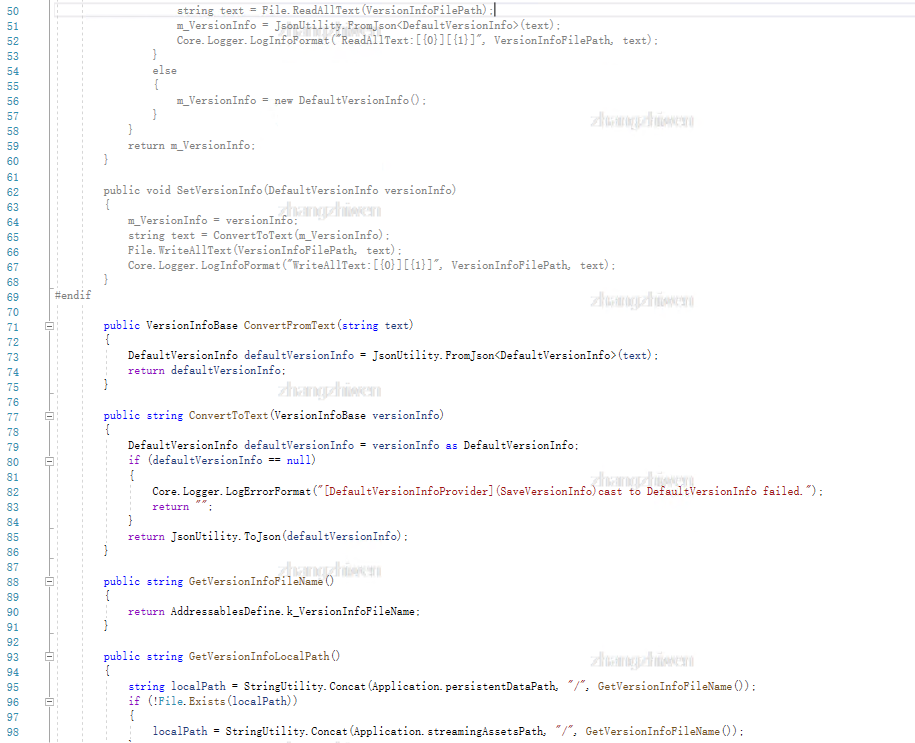 50 string text = File.ReadAllText(VersionInfoFilePath);
51 m_VersionInfo = JsonUtility.FromJson<DefaultVersionInfo>(text);
52 Core.Logger.LogInfoFormat("ReadAllText:[{0}][{1}]", VersionInfoFilePath, text);
53 }
54 else
55 {
56 m_VersionInfo = new DefaultVersionInfo();
57 }
58 }
59 return m_VersionInfo;
60 }
61
62 public void SetVersionInfo(DefaultVersionInfo versionInfo)
63 {
64 m_VersionInfo = versionInfo;
65 string text = ConvertToText(m_VersionInfo);
66 File.WriteAllText(VersionInfoFilePath, text);
67 Core.Logger.LogInfoFormat("WriteAllText:[{0}][{1}]", VersionInfoFilePath, text);
68 }
69 #endif
70
71 public VersionInfoBase ConvertFromText(string text)
72 {
73 DefaultVersionInfo defaultVersionInfo = JsonUtility.FromJson<DefaultVersionInfo>(text);
74 return defaultVersionInfo;
75 }
76
77 public string ConvertToText(VersionInfoBase versionInfo)
78 {
79 DefaultVersionInfo defaultVersionInfo = versionInfo as DefaultVersionInfo;
80 if (defaultVersionInfo == null)
81 {
82 Core.Logger.LogErrorFormat("[DefaultVersionInfoProvider](SaveVersionInfo)cast to DefaultVersionInfo failed.");
83 return "";
84 }
85 return JsonUtility.ToJson(defaultVersionInfo);
86 }
87
88 public string GetVersionInfoFileName()
89 {
90 return AddressablesDefine.k_VersionInfoFileName;
91 }
92
93 public string GetVersionInfoLocalPath()
94 {
95 string localPath = StringUtility.Concat(Application.persistentDataPath, "/", GetVersionInfoFileName());
96 if (!File.Exists(localPath))
97 {
98 localPath = StringUtility.Concat(Application.streamingAssetsPath, "/", GetVersionInfoFileName());
zhangzhiwen
zhangzhiwen
zhangzhiwen
zhangzhiwen
zhangzhiwen
zhangzhiwen
zhangzhiwen
zhangzhiwen